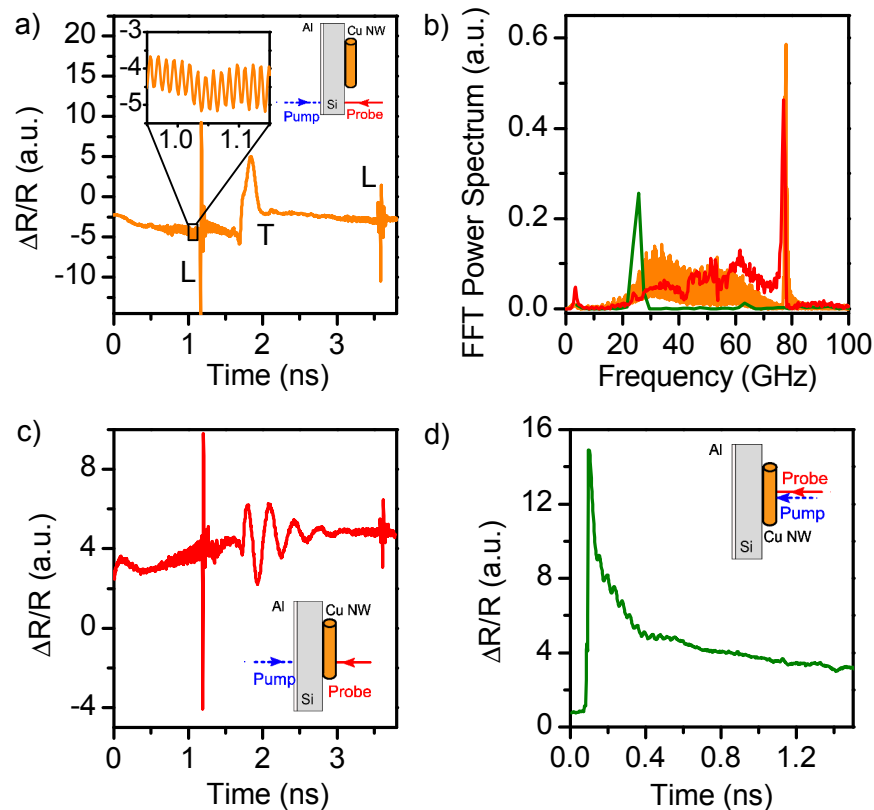 a)
ΔR/R (a.u.)
20
15
10
5
0
-5
-10
0 1 2 3
Time (ns)
-3
-4
-5
1.0 1.1
Al
Cu NW
Si
Pump
Probe
L
T
L
b)
FFT Power Spectrum (a.u.)
0.6
0.4
0.2
0.0
0 20 40 60 80 100
Frequency (GHz)
c)
ΔR/R (a.u.)
8
4
0
-4
0 1 2 3
Time (ns)
Al
Cu NW
Pump
Si
Probe
d)
ΔR/R (a.u.)
16
12
8
4
0
0.0 0.4 0.8 1.2
Time (ns)
Al
Probe
Pump
Si
Cu NW